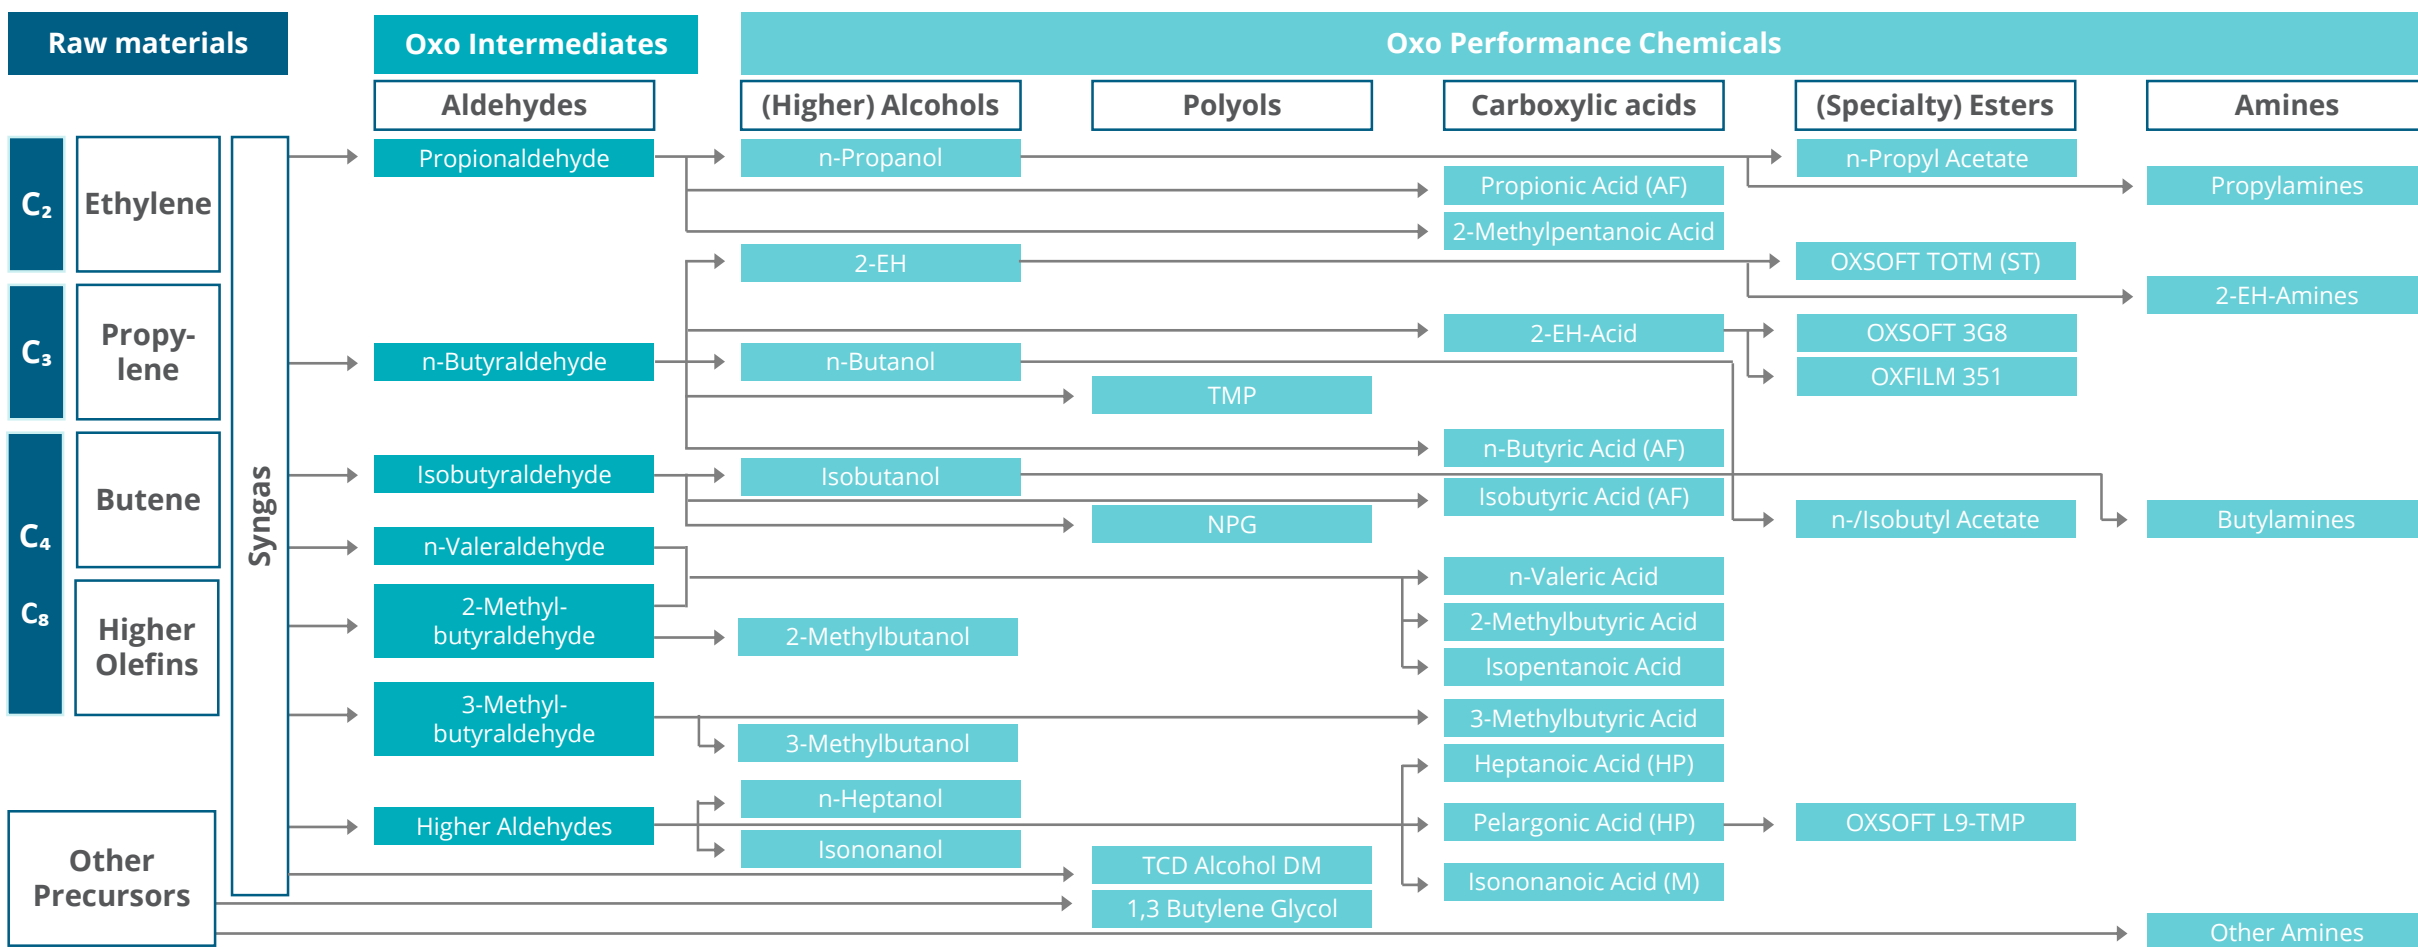 Raw materials
Oxo Intermediates
Oxo Performance Chemicals
Aldehydes
(Higher) Alcohols
Polyols
Carboxylic acids
(Specialty) Esters
Amines
C₂
Ethylene
C₃
Propy-
lene
C₄
C₈
Butene
Higher
Olefins
Other
Precursors
Syngas
Propionaldehyde
n-Propanol
n-Propyl Acetate
Propionic Acid (AF)
Propylamines
2-Methylpentanoic Acid
2-EH
OXSOFT TOTM (ST)
2-EH-Amines
2-EH-Acid
OXSOFT 3G8
n-Butyraldehyde
n-Butanol
OXFILM 351
TMP
n-Butyric Acid (AF)
Isobutyraldehyde
Isobutanol
Isobutyric Acid (AF)
NPG
n-/Isobutyl Acetate
Butylamines
n-Valeraldehyde
n-Valeric Acid
2-Methyl-
butyraldehyde
2-Methylbutanol
2-Methylbutyric Acid
Isopentanoic Acid
3-Methyl-
butyraldehyde
3-Methylbutyric Acid
3-Methylbutanol
Heptanoic Acid (HP)
n-Heptanol
Higher Aldehydes
Pelargonic Acid (HP)
OXSOFT L9-TMP
Isononanol
TCD Alcohol DM
Isononanoic Acid (M)
1,3 Butylene Glycol
Other Amines